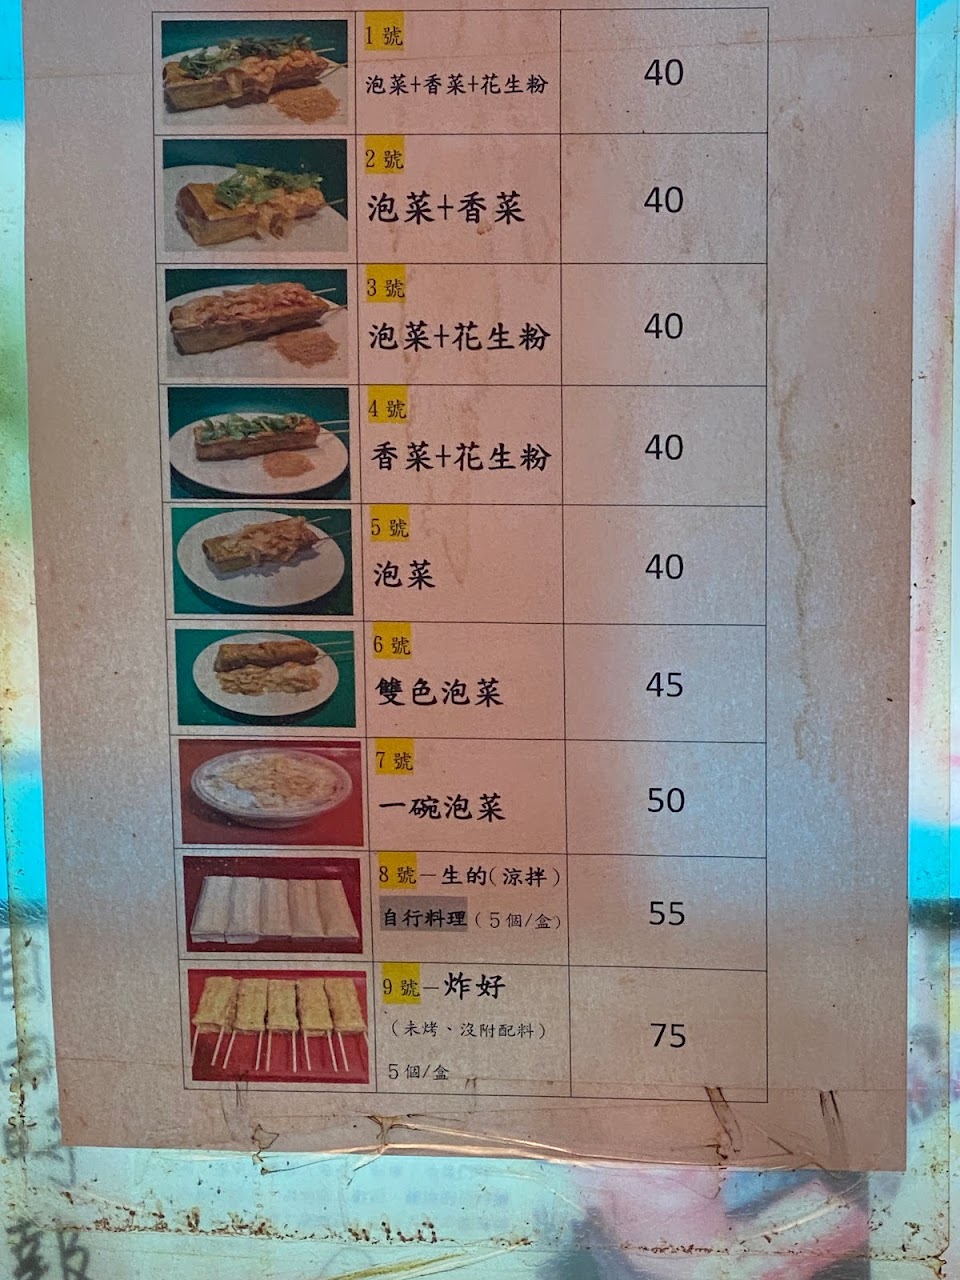 1號
泡菜+香菜+花生粉
40
2號
泡菜+香菜
40
3號
泡菜+花生粉
40
4號
香菜+花生粉
40
5號
泡菜
40
6號
雙色泡菜
45
7號
一碗泡菜
50
8號－生的(涼拌)
自行料理(5個/盒)
55
9號－炸好
(未烤、沒附配料)
5個/盒
75